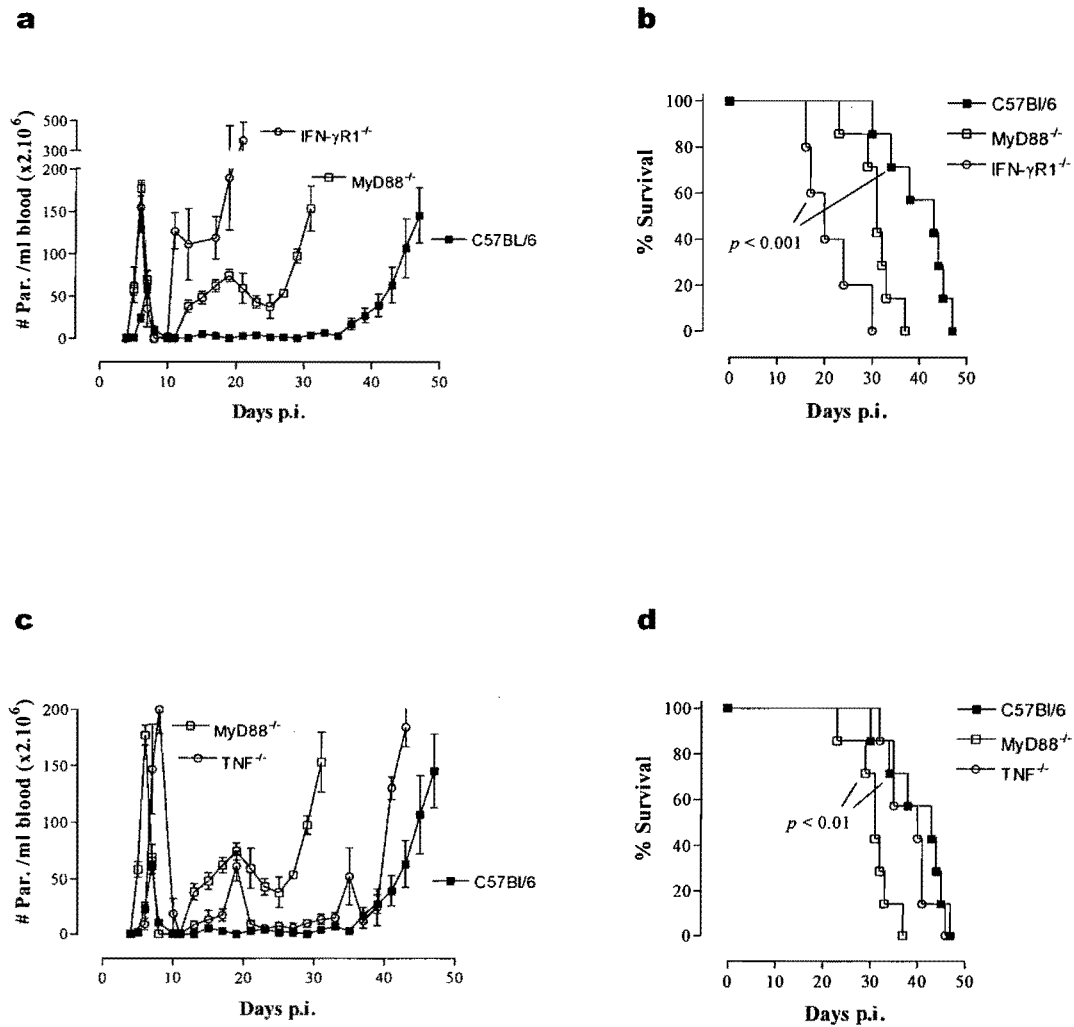 a
# Par. /ml blood (x2.10⁶)
500
300
200
150
100
50
0
IFN-γR1⁻/⁻
MyD88⁻/⁻
C57BL/6
0 10 20 30 40 50
Days p.i.
b
% Survival
100
80
60
40
20
0
C57Bl/6
MyD88⁻/⁻
IFN-γR1⁻/⁻
p < 0.001
0 20 30 40 50
Days p.i.
c
# Par. /ml blood (x2.10⁶)
200
150
100
50
0
MyD88⁻/⁻
TNF⁻/⁻
C57Bl/6
0 10 20 30 40 50
Days p.i.
d
% Survival
100
80
60
40
20
0
C57Bl/6
MyD88⁻/⁻
TNF⁻/⁻
p < 0.01
0 20 30 40 50
Days p.i.